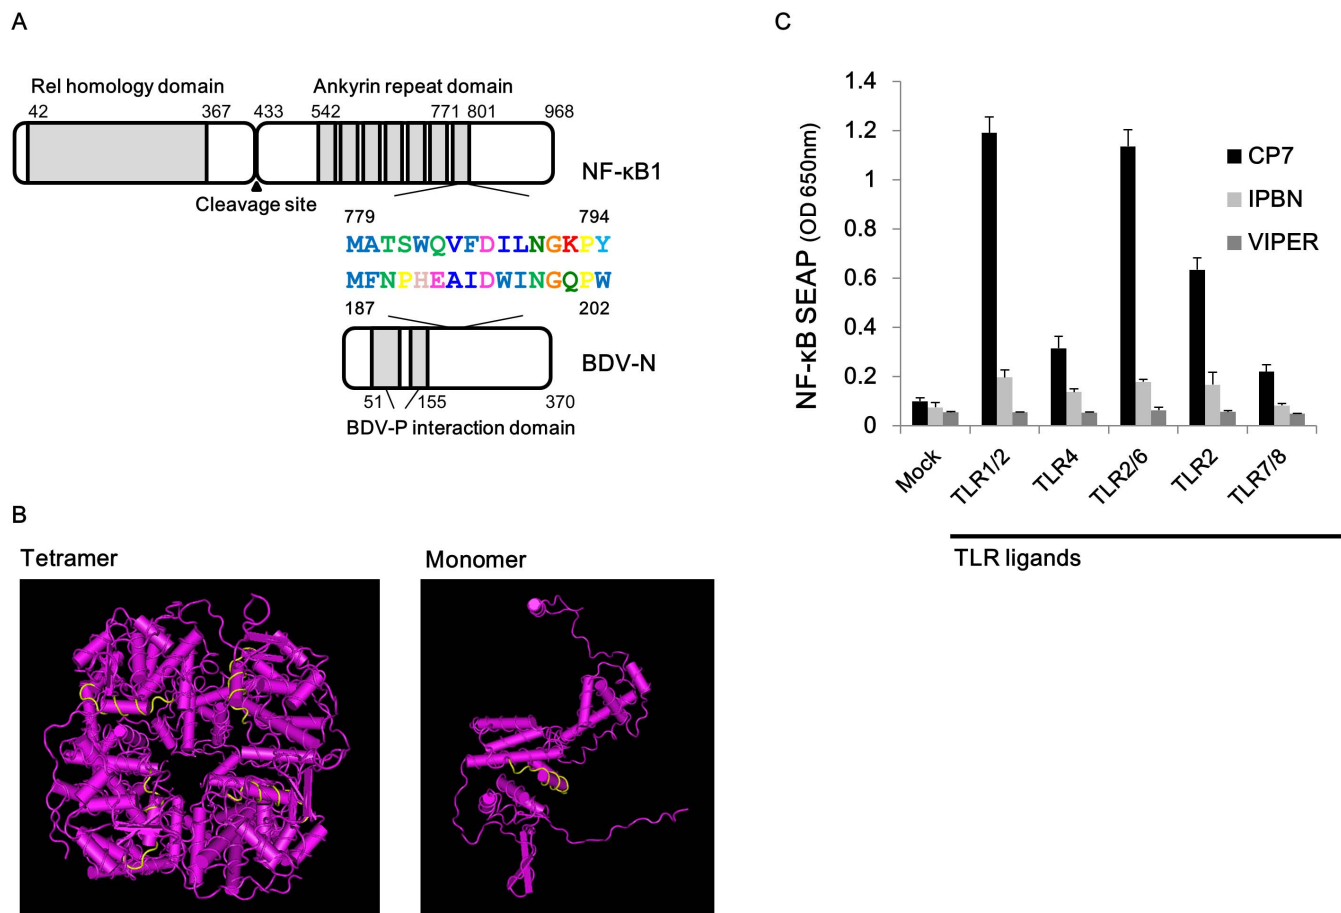 A
Rel homology domain
Ankyrin repeat domain
42 367 433 542 771 801 968
NF-κB1
Cleavage site
779 794
MATSWQVFDILNGKPY
MFNPHEAIDWINGQPW
187 202
BDV-N
51 155 370
BDV-P interaction domain
B
Tetramer
Monomer
C
NF-κB SEAP (OD 650nm)
1.4
1.2
1
0.8
0.6
0.4
0.2
0
CP7
IPBN
VIPER
Mock
TLR1/2
TLR4
TLR2/6
TLR2
TLR7/8
TLR ligands